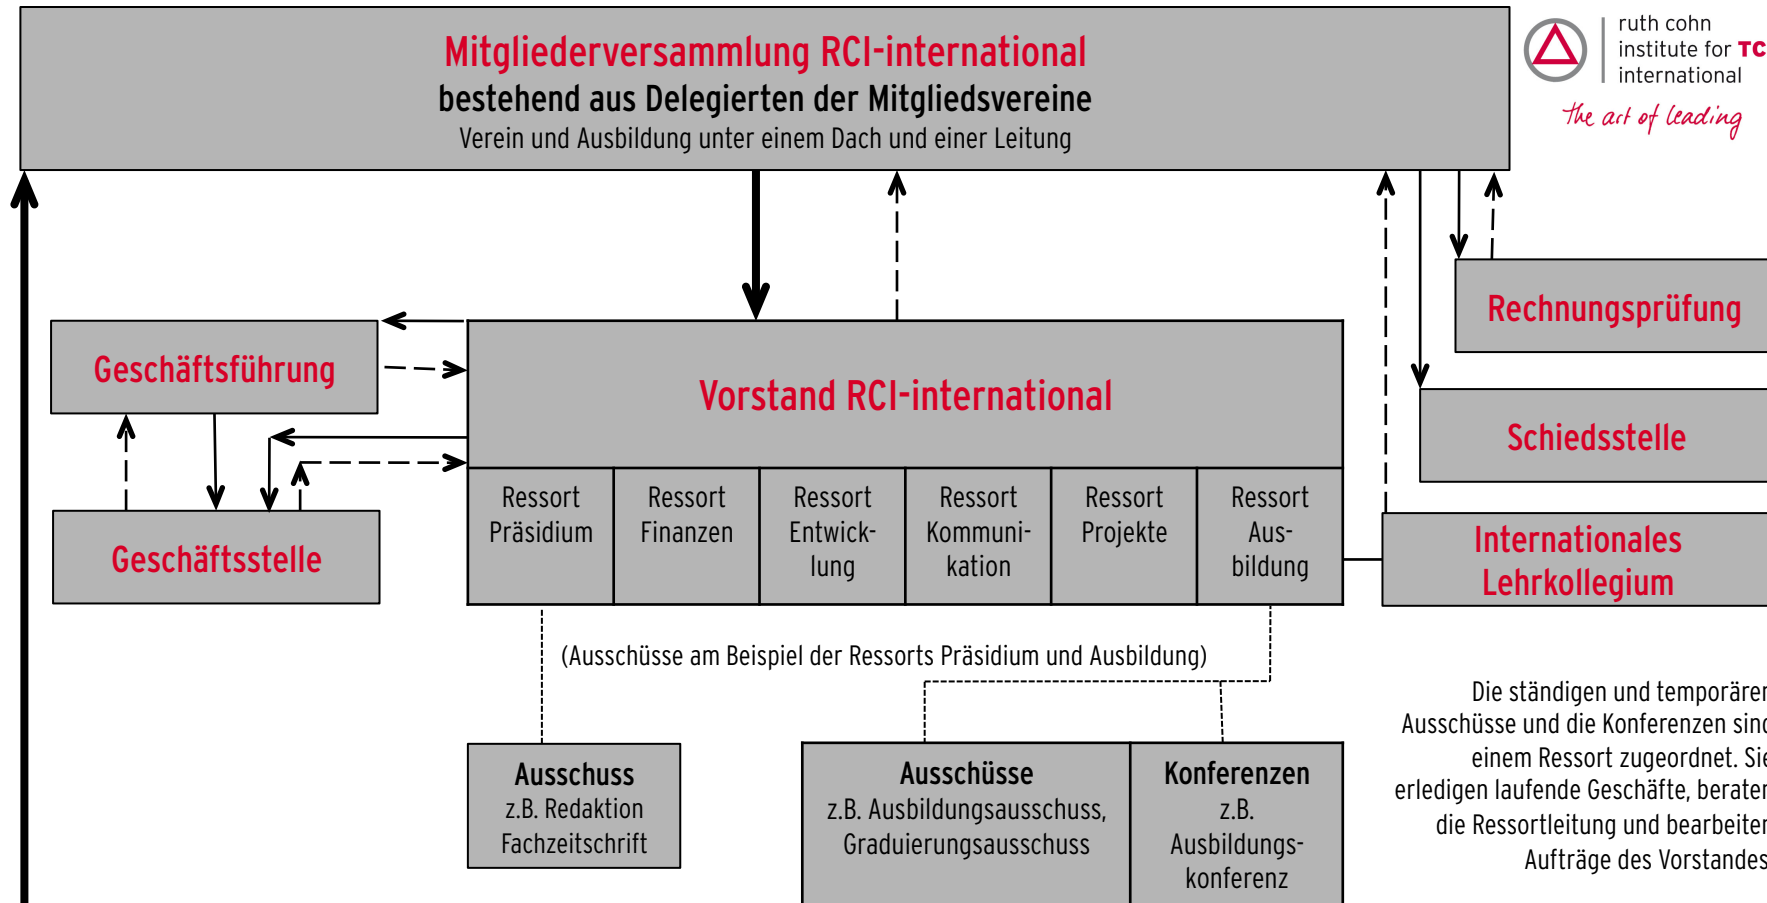 Mitgliederversammlung RCI-international
bestehend aus Delegierten der Mitgliedsvereine
Verein und Ausbildung unter einem Dach und einer Leitung
ruth cohn
institute for TC
international
the art of leading
Rechnungsprüfung
Geschäftsführung
Vorstand RCI-international
Schiedsstelle
Geschäftsstelle
Ressort
Präsidium
Ressort
Finanzen
Ressort
Entwick-
lung
Ressort
Kommuni-
kation
Ressort
Projekte
Ressort
Aus-
bildung
Internationales
Lehrkollegium
(Ausschüsse am Beispiel der Ressorts Präsidium und Ausbildung)
Ausschuss
z.B. Redaktion
Fachzeitschrift
Ausschüsse
z.B. Ausbildungsausschuss,
Graduierungsausschuss
Konferenzen
z.B.
Ausbildungs-
konferenz
Die ständigen und temporären
Ausschüsse und die Konferenzen sind
einem Ressort zugeordnet. Sie
erledigen laufende Geschäfte, beraten
die Ressortleitung und bearbeiten
Aufträge des Vorstandes